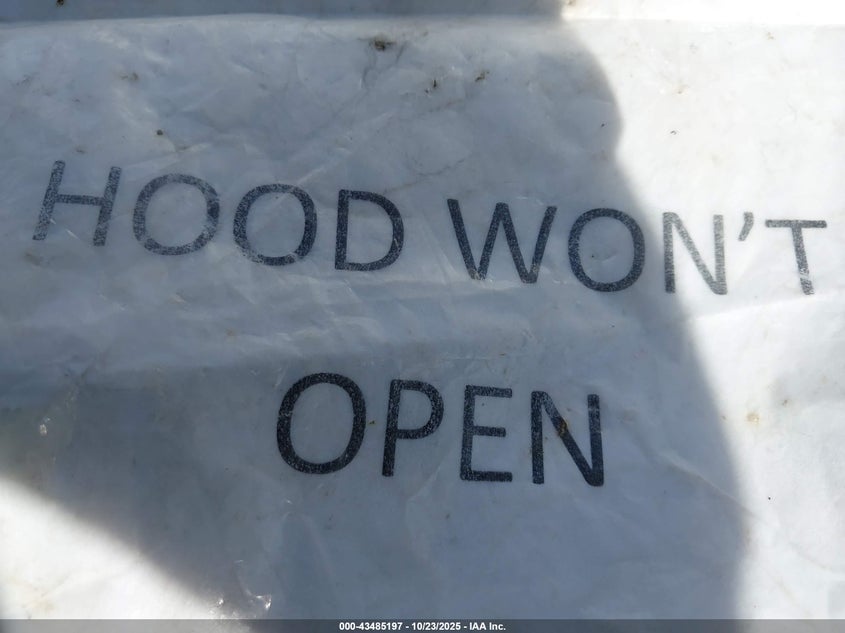 HOOD WON'T
OPEN
000-43485197 - 10/23/2025 - IAA Inc.